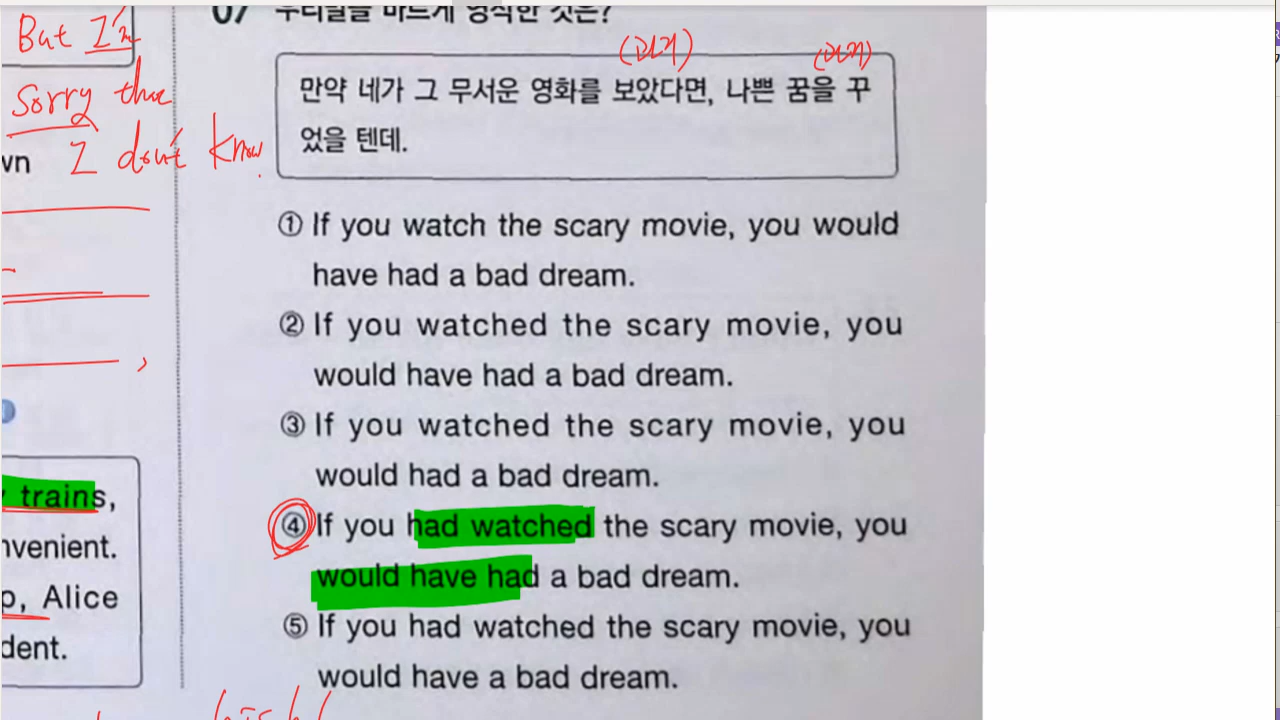 But I'm
Sorry
I don't know.
wn
trains,
nvenient.
p, Alice
dent.
07 우리말을 바르게 영작한 것은?
(과거)
(과거)
만약 네가 그 무서운 영화를 보았다면, 나쁜 꿈을 꾸
었을 텐데.
① If you watch the scary movie, you would
have had a bad dream.
② If you watched the scary movie, you
would have had a bad dream.
③ If you watched the scary movie, you
would had a bad dream.
④ If you had watched the scary movie, you
would have had a bad dream.
⑤ If you had watched the scary movie, you
would have a bad dream.